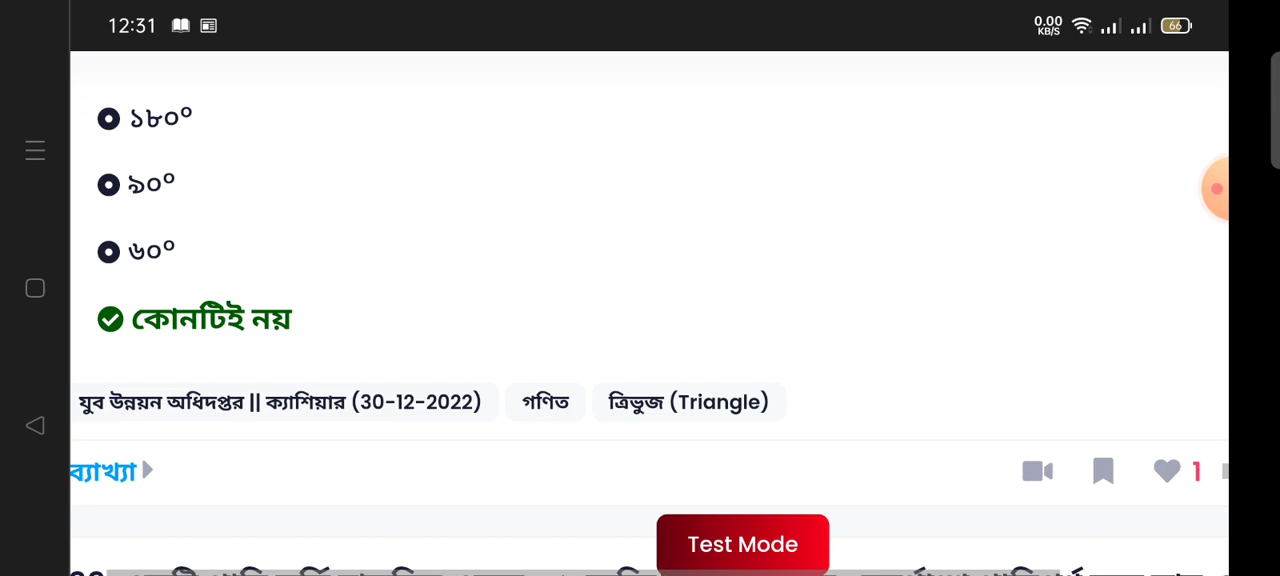 12:31 0.00 KB/S 66
১৮০°
৯০°
৬০°
কোনটিই নয়
যুব উন্নয়ন অধিদপ্তর || ক্যাশিয়ার (30-12-2022) গণিত ত্রিভুজ (Triangle)
ব্যাখ্যা 1
Test Mode